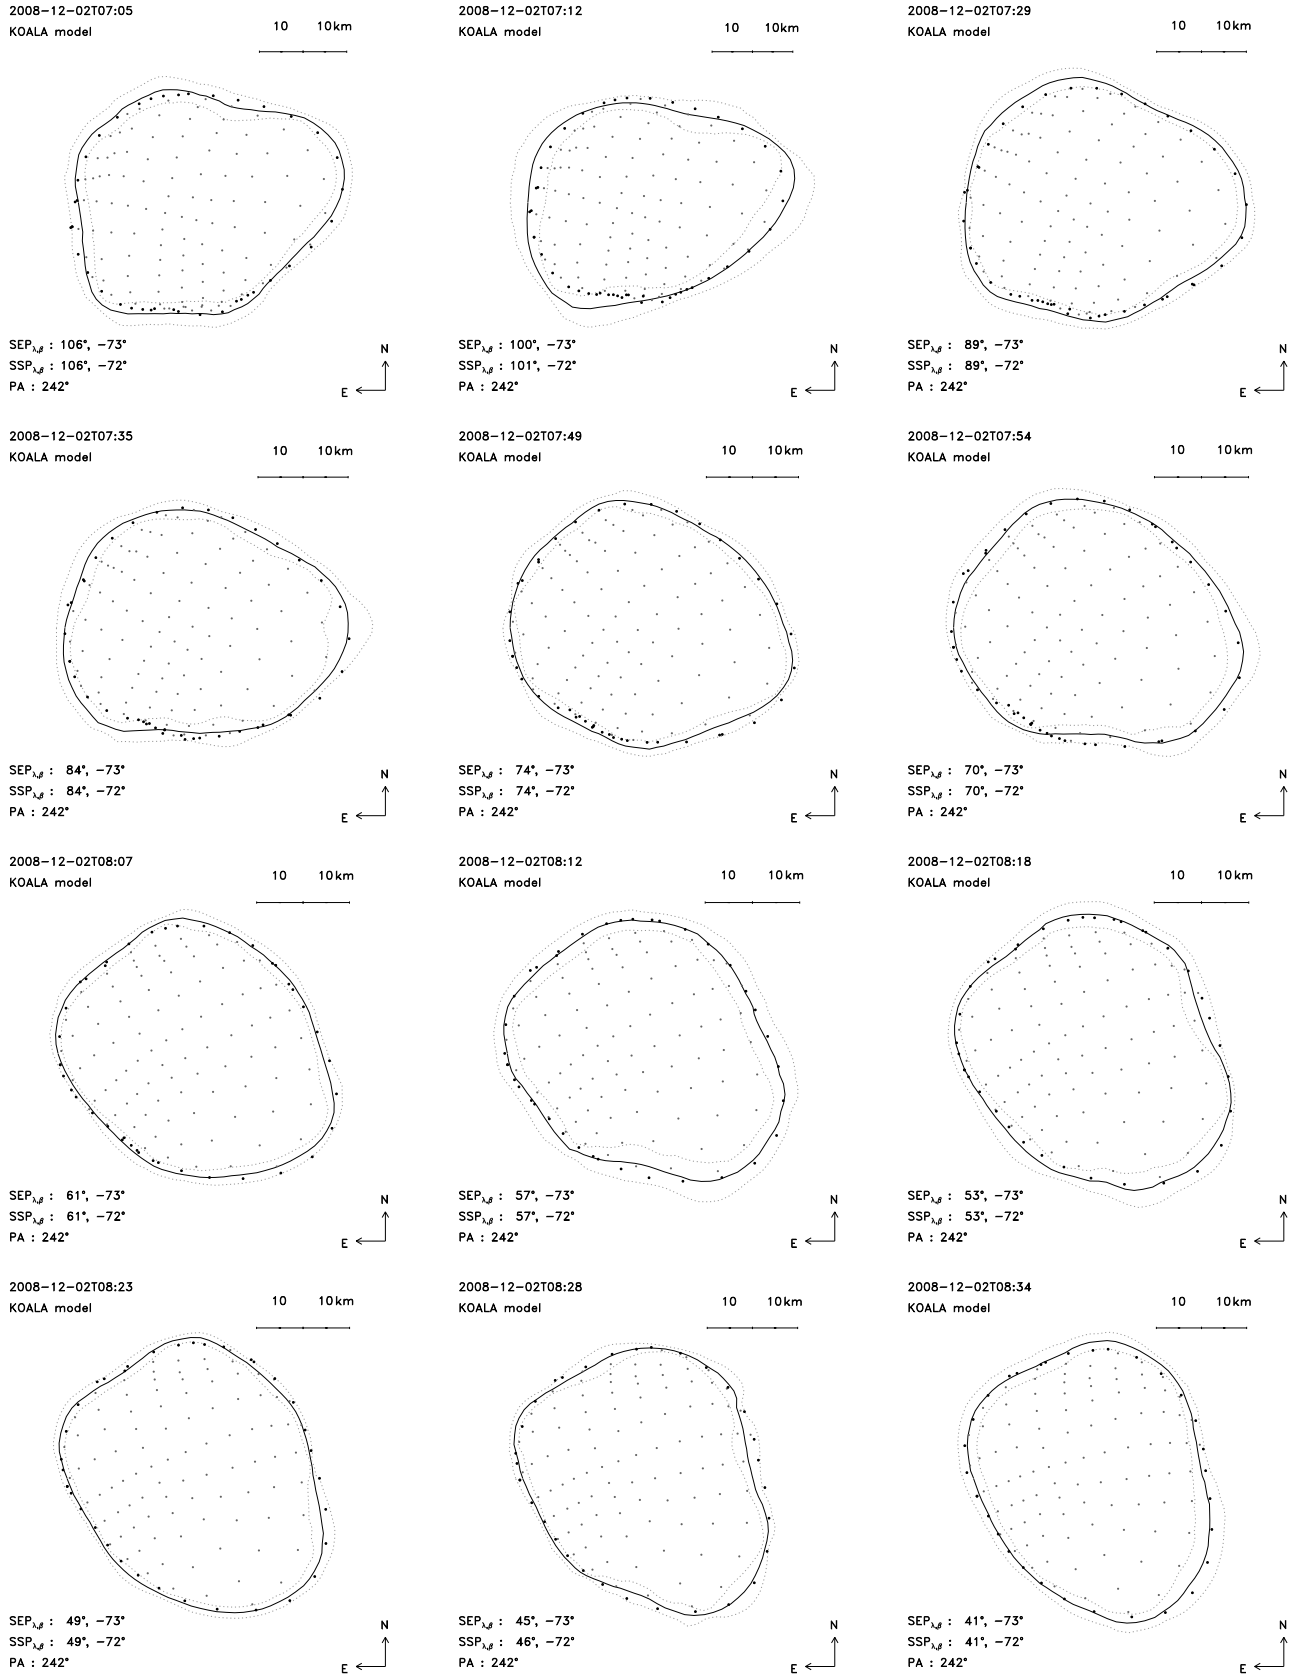 2008-12-02T07:05
KOALA model
10 10km
SEPλ,β : 106°, -73°
SSPλ,β : 106°, -72°
PA : 242°
N
E
2008-12-02T07:12
KOALA model
10 10km
SEPλ,β : 100°, -73°
SSPλ,β : 101°, -72°
PA : 242°
N
E
2008-12-02T07:29
KOALA model
10 10km
SEPλ,β : 89°, -73°
SSPλ,β : 89°, -72°
PA : 242°
N
E
2008-12-02T07:35
KOALA model
10 10km
SEPλ,β : 84°, -73°
SSPλ,β : 84°, -72°
PA : 242°
N
E
2008-12-02T07:49
KOALA model
10 10km
SEPλ,β : 74°, -73°
SSPλ,β : 74°, -72°
PA : 242°
N
E
2008-12-02T07:54
KOALA model
10 10km
SEPλ,β : 70°, -73°
SSPλ,β : 70°, -72°
PA : 242°
N
E
2008-12-02T08:07
KOALA model
10 10km
SEPλ,β : 61°, -73°
SSPλ,β : 61°, -72°
PA : 242°
N
E
2008-12-02T08:12
KOALA model
10 10km
SEPλ,β : 57°, -73°
SSPλ,β : 57°, -72°
PA : 242°
N
E
2008-12-02T08:18
KOALA model
10 10km
SEPλ,β : 53°, -73°
SSPλ,β : 53°, -72°
PA : 242°
N
E
2008-12-02T08:23
KOALA model
10 10km
SEPλ,β : 49°, -73°
SSPλ,β : 49°, -72°
PA : 242°
N
E
2008-12-02T08:28
KOALA model
10 10km
SEPλ,β : 45°, -73°
SSPλ,β : 46°, -72°
PA : 242°
N
E
2008-12-02T08:34
KOALA model
10 10km
SEPλ,β : 41°, -73°
SSPλ,β : 41°, -72°
PA : 242°
N
E